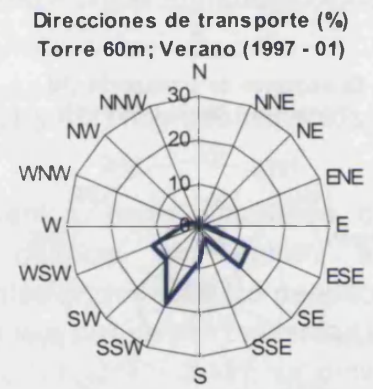 Direcciones de transporte (%)
Torre 60m; Verano (1997 - 01)
N
NNW
30
NNE
NW
20
NE
WNW
10
ENE
W
0
E
WSW
ESE
SW
SE
SSW
SSE
S